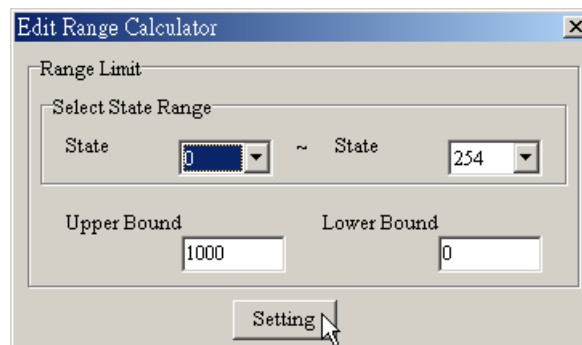 Edit Range Calculator
Range Limit
Select State Range
State 0 ~ State 254
Upper Bound Lower Bound
1000 0
Setting